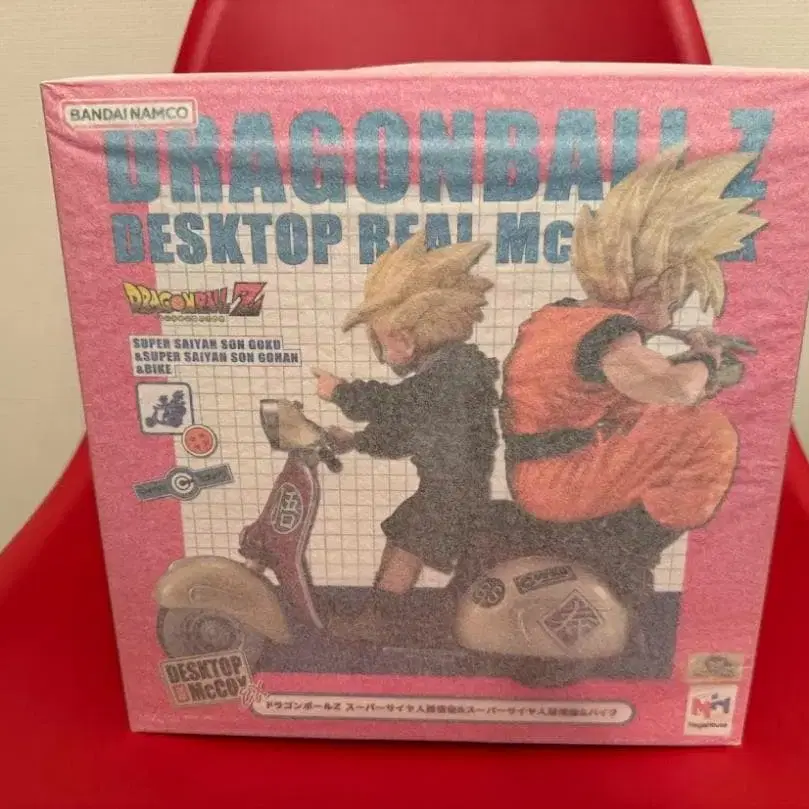 BANDAI NAMCO
DRAGONBALL Z
DESKTOP REAL McC
DRAGONBALL Z
SUPER SAIYAN SON GOKU
&SUPER SAIYAN SON GOHAN
&BIKE
悟
DESKTOP
McCOY
ドラゴンボールZ スーパーサイヤ人孫悟空&スーパーサイヤ人孫悟飯&バイク
MegaHouse